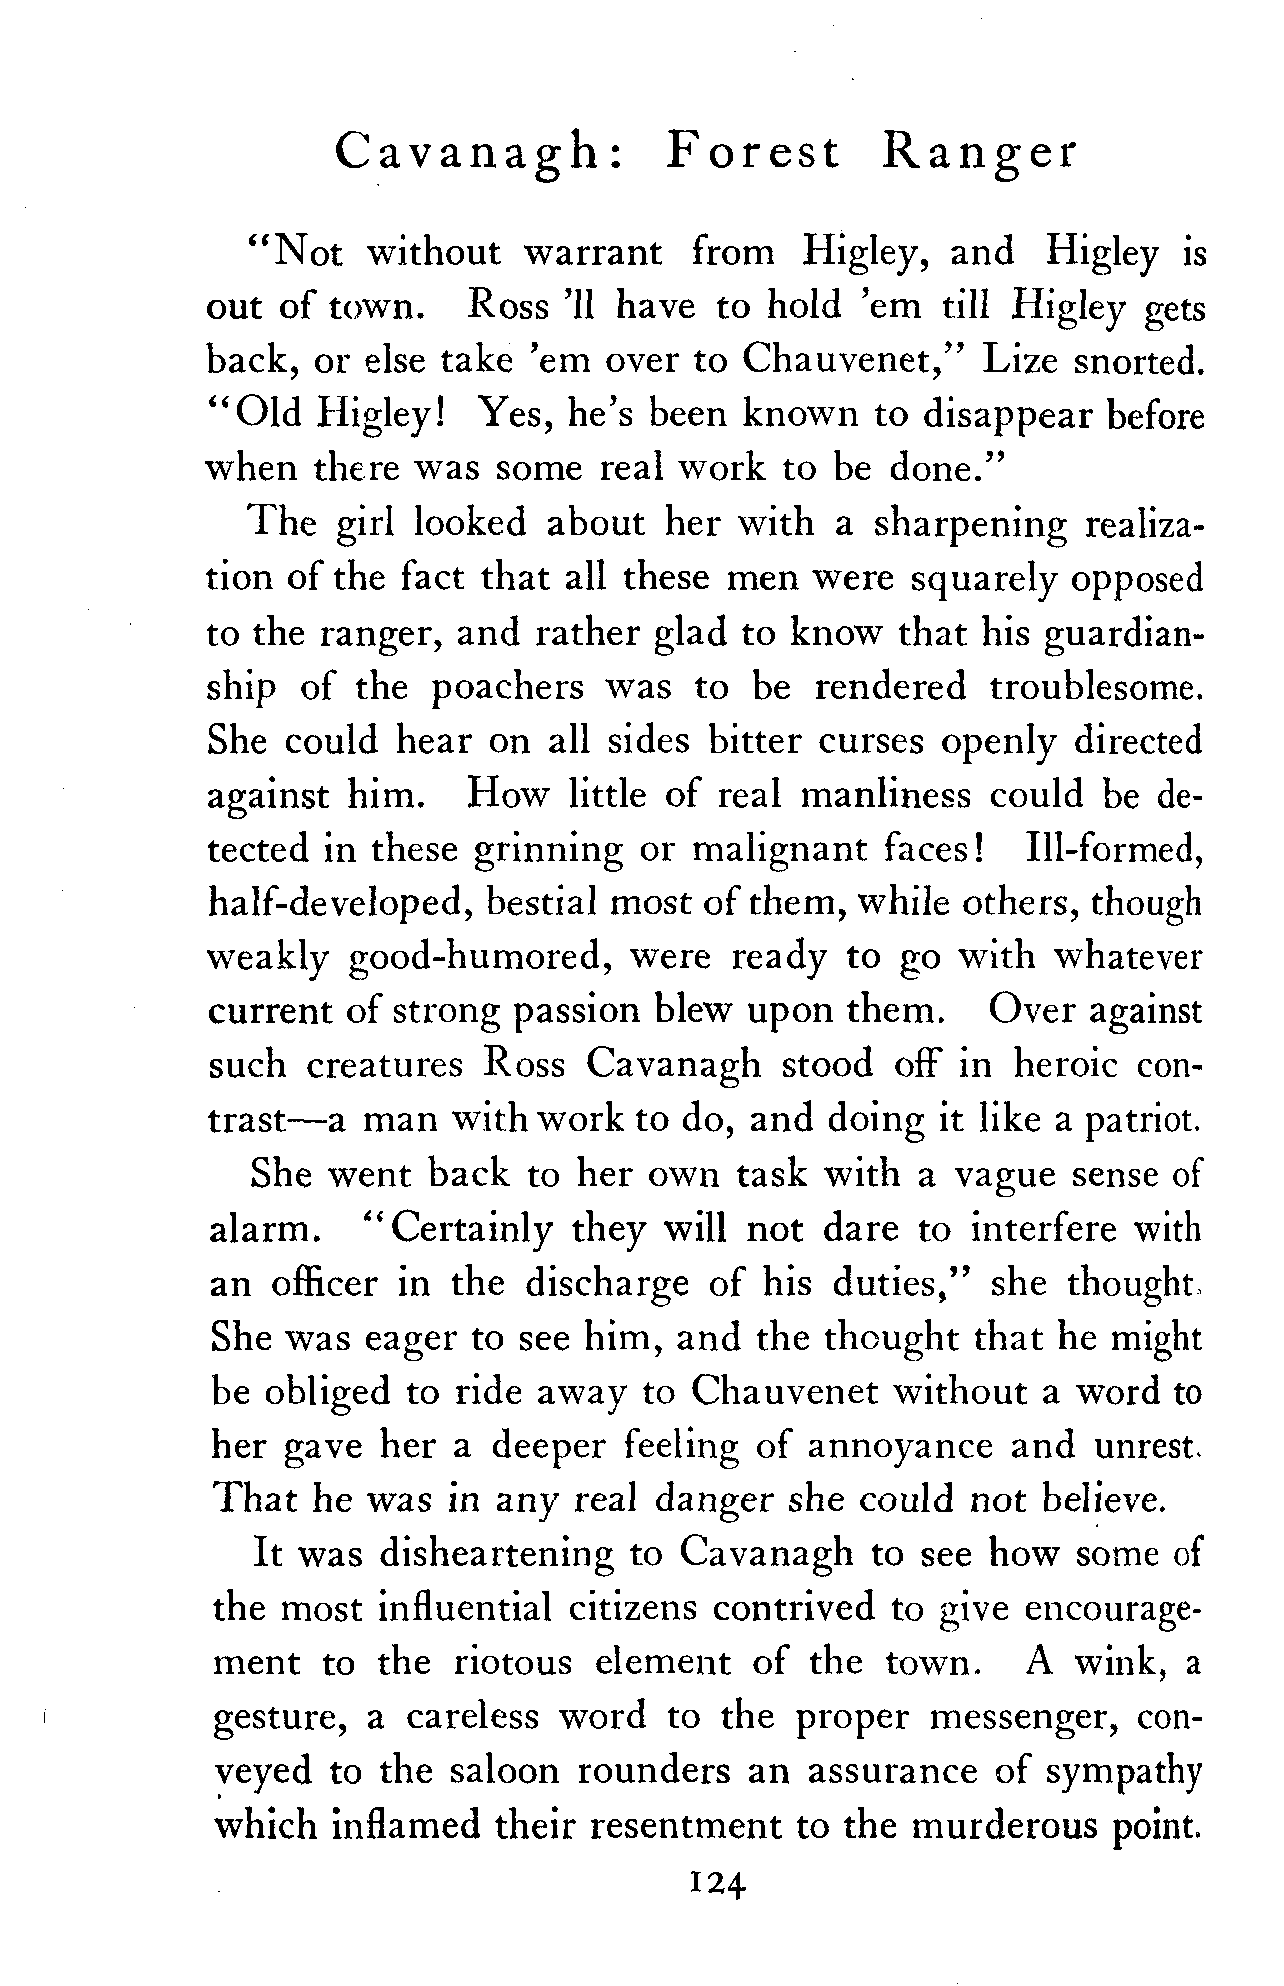 Cavanagh: Forest Ranger
"Not without warrant from Higley, and Higley is
out of town. Ross 'll have to hold 'em till Higley gets
back, or else take 'em over to Chauvenet," Lize snorted.
"Old Higley! Yes, he's been known to disappear before
when there was some real work to be done."
The girl looked about her with a sharpening realiza-
tion of the fact that all these men were squarely opposed
to the ranger, and rather glad to know that his guardian-
ship of the poachers was to be rendered troublesome.
She could hear on all sides bitter curses openly directed
against him. How little of real manliness could be de-
tected in these grinning or malignant faces! Ill-formed,
half-developed, bestial most of them, while others, though
weakly good-humored, were ready to go with whatever
current of strong passion blew upon them. Over against
such creatures Ross Cavanagh stood off in heroic con-
trast—a man with work to do, and doing it like a patriot.
She went back to her own task with a vague sense of
alarm. "Certainly they will not dare to interfere with
an officer in the discharge of his duties," she thought.
She was eager to see him, and the thought that he might
be obliged to ride away to Chauvenet without a word to
her gave her a deeper feeling of annoyance and unrest.
That he was in any real danger she could not believe.
It was disheartening to Cavanagh to see how some of
the most influential citizens contrived to give encourage-
ment to the riotous element of the town. A wink, a
gesture, a careless word to the proper messenger, con-
veyed to the saloon rounders an assurance of sympathy
which inflamed their resentment to the murderous point.
124